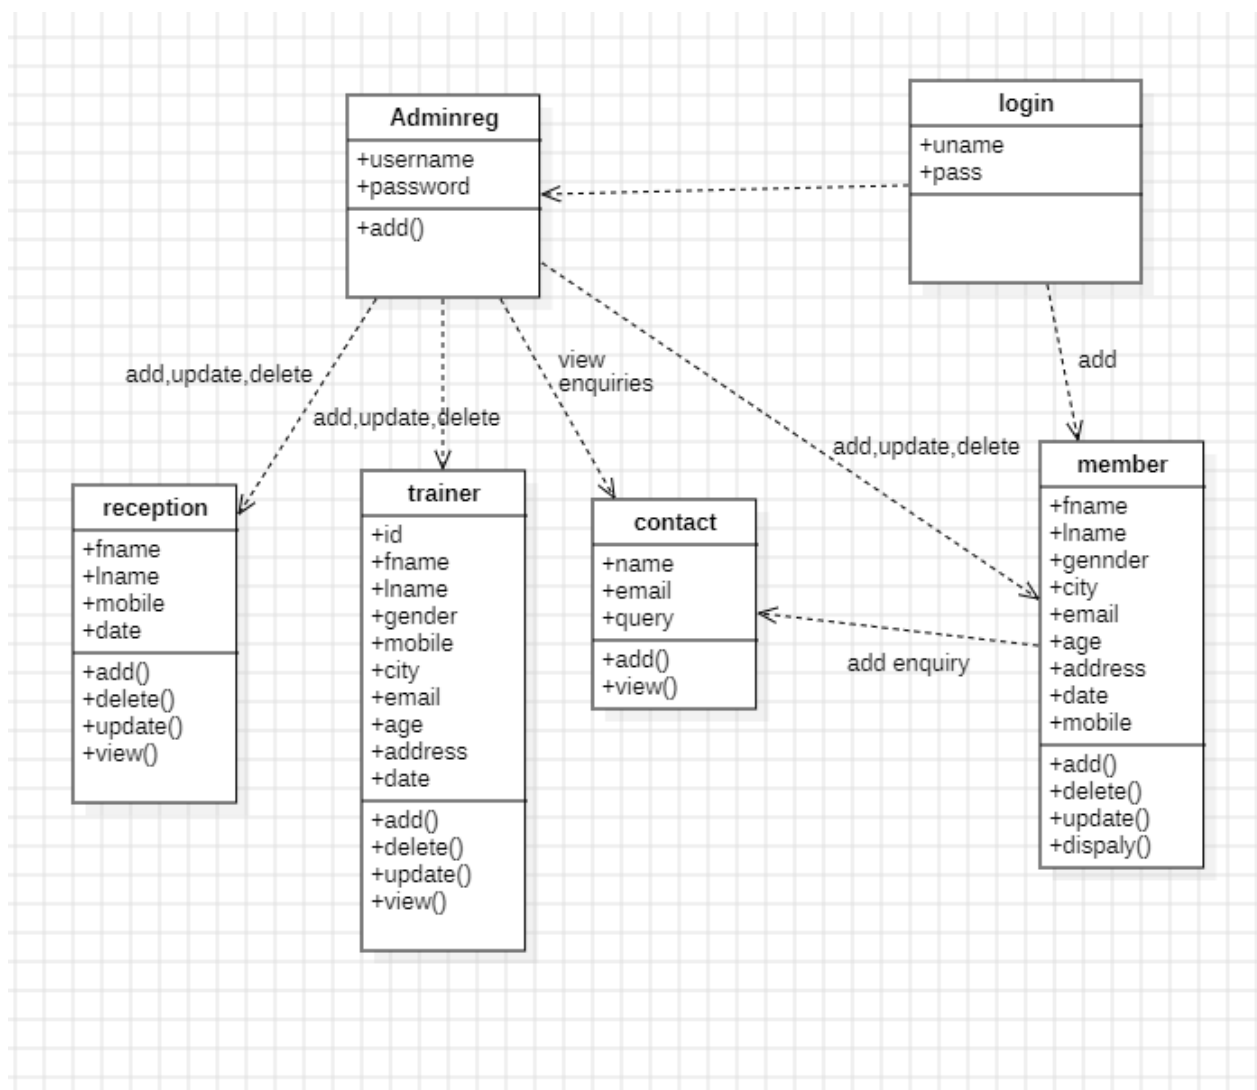 Adminreg
+username
+password
+add()
login
+uname
+pass
add,update,delete
add,update,delete
view
enquiries
add,update,delete
add
reception
+fname
+lname
+mobile
+date
+add()
+delete()
+update()
+view()
trainer
+id
+fname
+lname
+gender
+mobile
+city
+email
+age
+address
+date
+add()
+delete()
+update()
+view()
contact
+name
+email
+query
+add()
+view()
add enquiry
member
+fname
+lname
+gennder
+city
+email
+age
+address
+date
+mobile
+add()
+delete()
+update()
+dispaly()